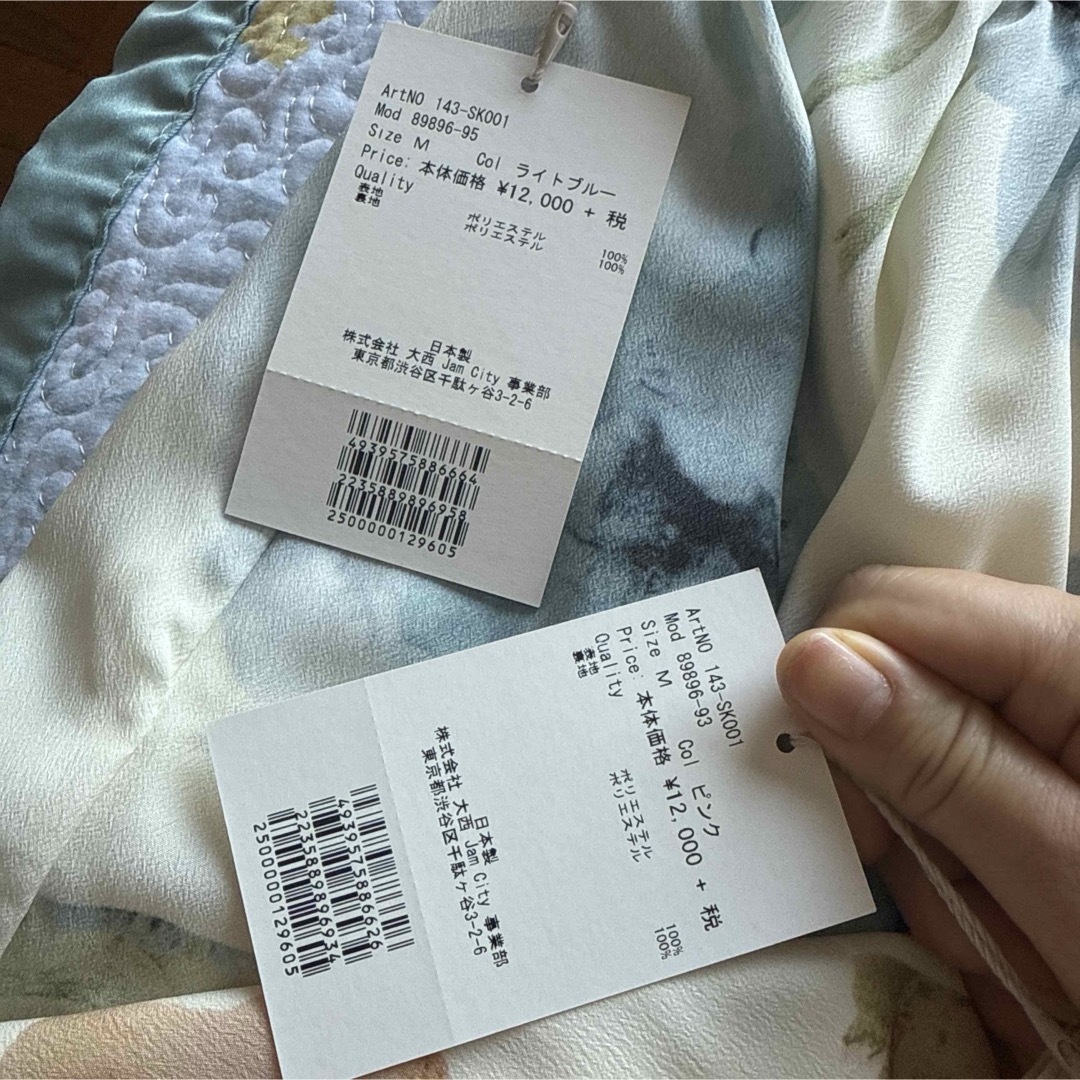 ArtNO 143-SK001
Mod 89896-95
Size M Col ライトブルー
Price: 本体価格 ¥12,000 + 税
Quality
表地 ポリエステル 100%
裏地 ポリエステル 100%
日本製
株式会社 大西 Jam City 事業部
東京都渋谷区千駄ヶ谷3-2-6
4939575886664
2235889896958
2500000129605
ArtNO 143-SK001
Mod 89896-93
Size M Col ピンク
Price: 本体価格 ¥12,000 + 税
Quality
表地 ポリエステル 100%
裏地 ポリエステル 100%
日本製
株式会社 大西 Jam City 事業部
東京都渋谷区千駄ヶ谷3-2-6
4939575886626
2235889896934
2500000129605